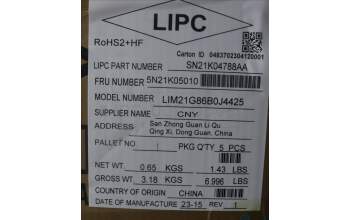 LIPC
RoHS2+HF
Carton ID 0483702304120001
LIPC PART NUMBER SN21K04788AA
FRU NUMBER 5N21K05010
MODEL NUMBER LIM21G86B0J4425
SUPPLIER NAME CNY
ADDRESS San Zhong Guan Li Qu
Qing Xi, Dong Guan, China
PALLET NO. PKG Q'TY 5 PCS
NET WT. 0.65 KGS 1.43 LBS
GROSS WT. 3.18 KGS 6.996 LBS
COUNTRY OF ORIGIN CHINA
DATE OF MANUFACTURE 23-15 REV 1